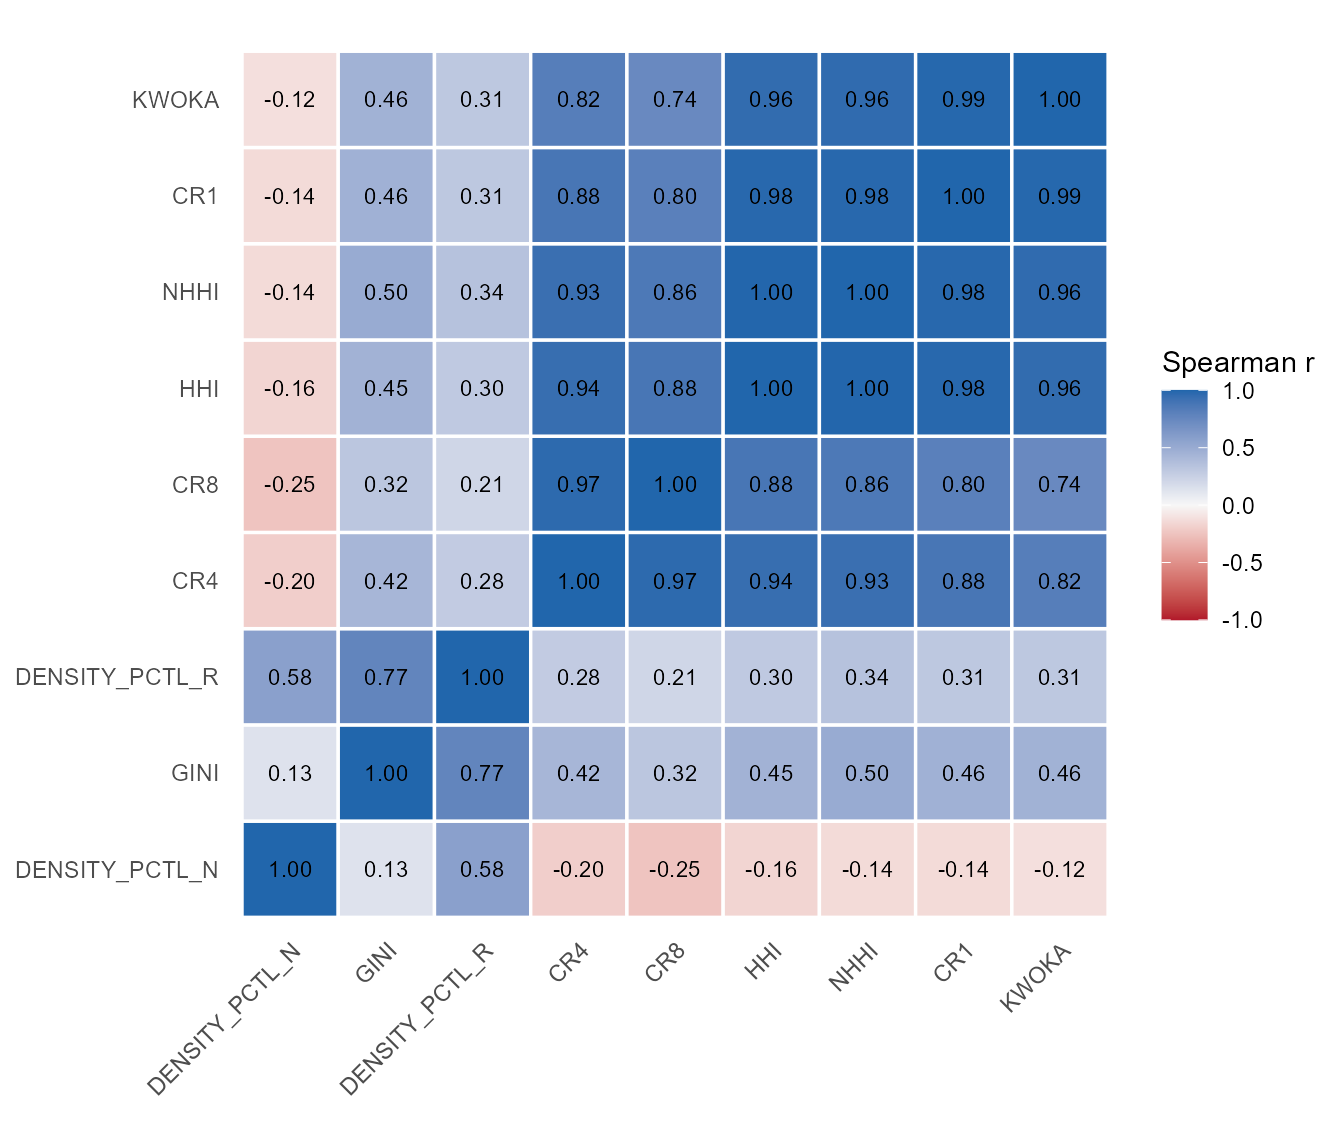 KWOKA -0.12 0.46 0.31 0.82 0.74 0.96 0.96 0.99 1.00
CR1 -0.14 0.46 0.31 0.88 0.80 0.98 0.98 1.00 0.99
NHHI -0.14 0.50 0.34 0.93 0.86 1.00 1.00 0.98 0.96
HHI -0.16 0.45 0.30 0.94 0.88 1.00 1.00 0.98 0.96
CR8 -0.25 0.32 0.21 0.97 1.00 0.88 0.86 0.80 0.74
CR4 -0.20 0.42 0.28 1.00 0.97 0.94 0.93 0.88 0.82
DENSITY_PCTL_R 0.58 0.77 1.00 0.28 0.21 0.30 0.34 0.31 0.31
GINI 0.13 1.00 0.77 0.42 0.32 0.45 0.50 0.46 0.46
DENSITY_PCTL_N 1.00 0.13 0.58 -0.20 -0.25 -0.16 -0.14 -0.14 -0.12
DENSITY_PCTL_N GINI DENSITY_PCTL_R CR4 CR8 HHI NHHI CR1 KWOKA
Spearman r
1.0
0.5
0.0
-0.5
-1.0